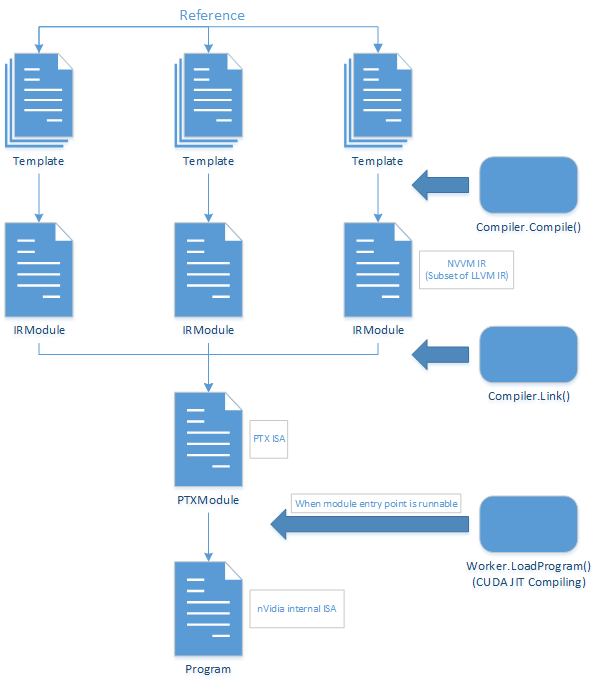 Reference
Template
Template
Template
Compiler.Compile()
NVVM IR
(Subset of LLVM IR)
IRModule
IRModule
IRModule
Compiler.Link()
PTX ISA
PTXModule
When module entry point is runnable
Worker.LoadProgram()
(CUDA JIT Compiling)
nVidia internal ISA
Program